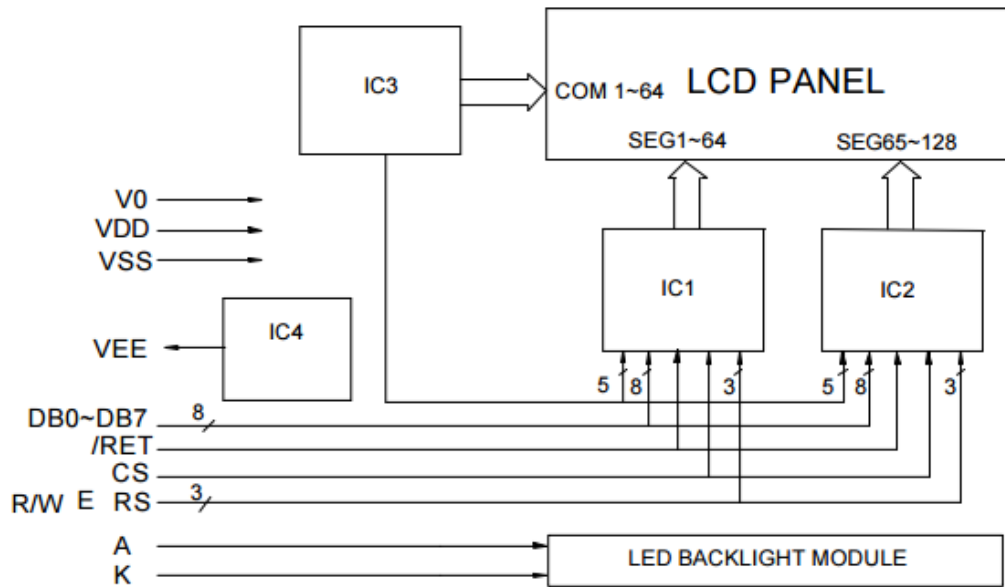 IC3
COM 1~64
LCD PANEL
SEG1~64
SEG65~128
V0
VDD
VSS
IC1
IC2
IC4
VEE
5
8
3
5
8
3
DB0~DB7
8
/RET
CS
R/W E RS
3
A
K
LED BACKLIGHT MODULE